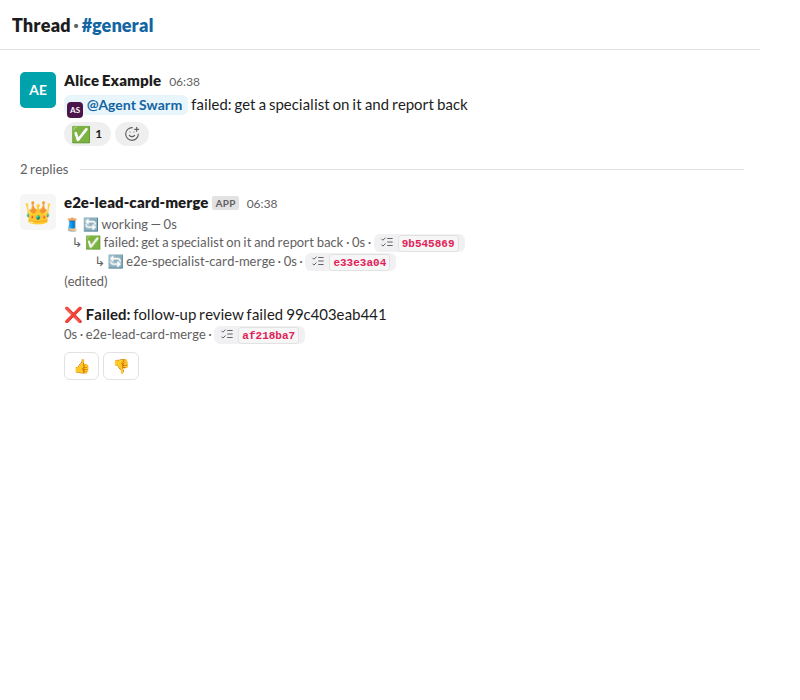 Thread • #general
AE
Alice Example 06:38
AS @Agent Swarm failed: get a specialist on it and report back
✅ 1
2 replies
e2e-lead-card-merge APP 06:38
🧵 🔄 working — 0s
↳ ✅ failed: get a specialist on it and report back · 0s · 9b545869
↳ 🔄 e2e-specialist-card-merge · 0s · e33e3a04
(edited)
❌ Failed: follow-up review failed 99c403eab441
0s · e2e-lead-card-merge · af218ba7
👍 👎